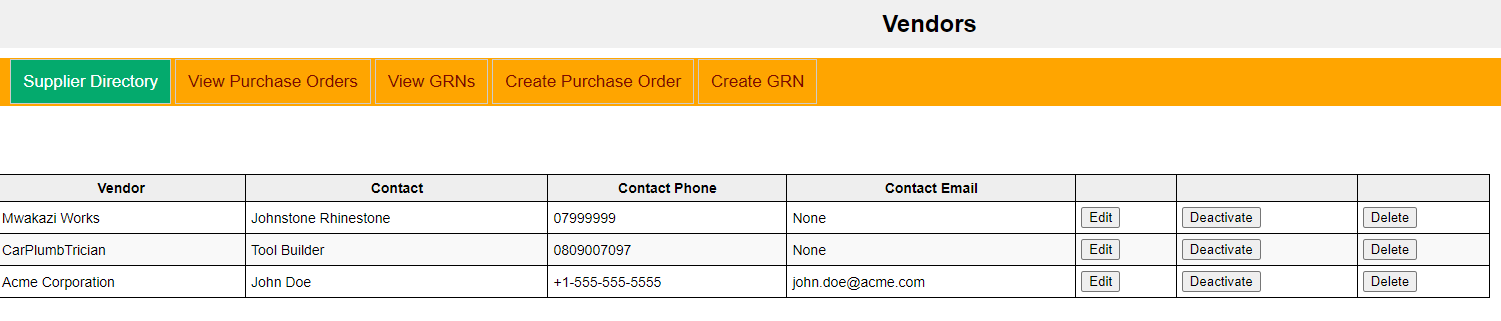 Vendors
Supplier Directory View Purchase Orders View GRNs Create Purchase Order Create GRN
Vendor Contact Contact Phone Contact Email
Mwakazi Works Johnstone Rhinestone 07999999 None Edit Deactivate Delete
CarPlumbTrician Tool Builder 0809007097 None Edit Deactivate Delete
Acme Corporation John Doe +1-555-555-5555 john.doe@acme.com Edit Deactivate Delete